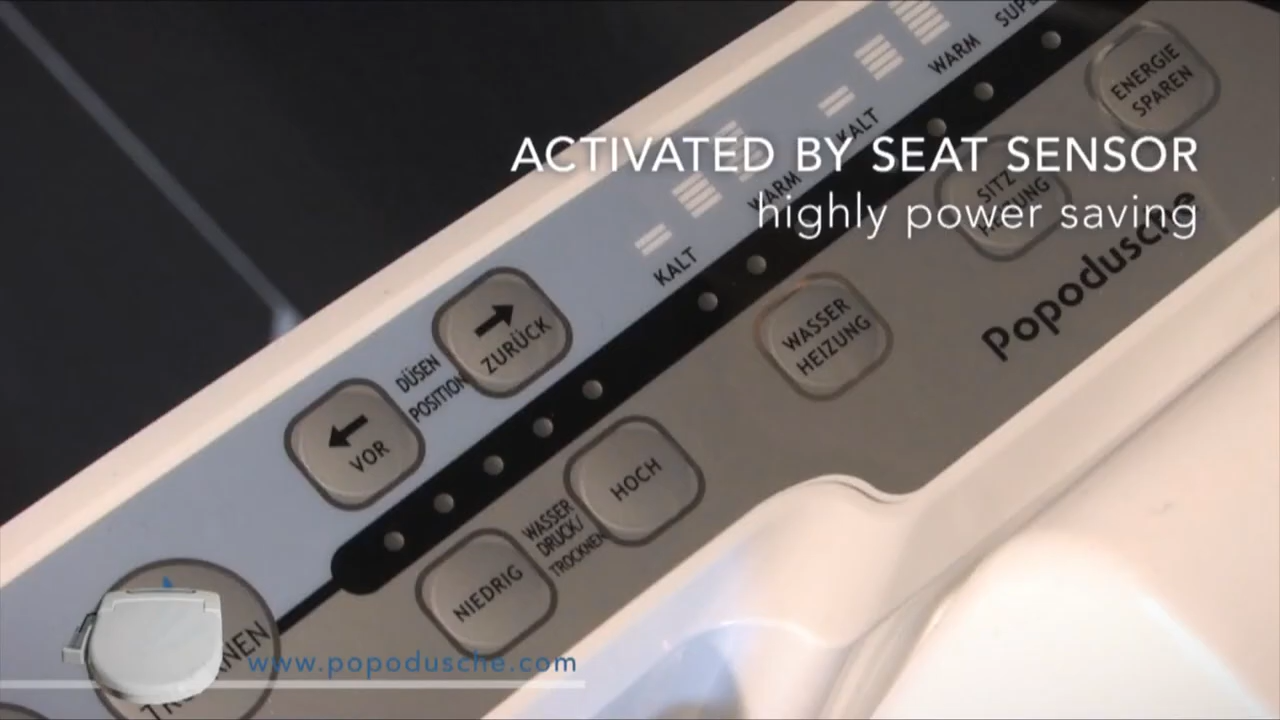 ACTIVATED BY SEAT SENSOR
highly power saving
ENERGIE
SPAREN
WARM
KALT
WARM
KALT
SITZ
HEIZUNG
Popodusche
WASSER
HEIZUNG
ZURÜCK
DÜSEN
POSITION
VOR
HOCH
WASSER
DRUCK/
TROCKNEN
NIEDRIG
www.popodusche.com